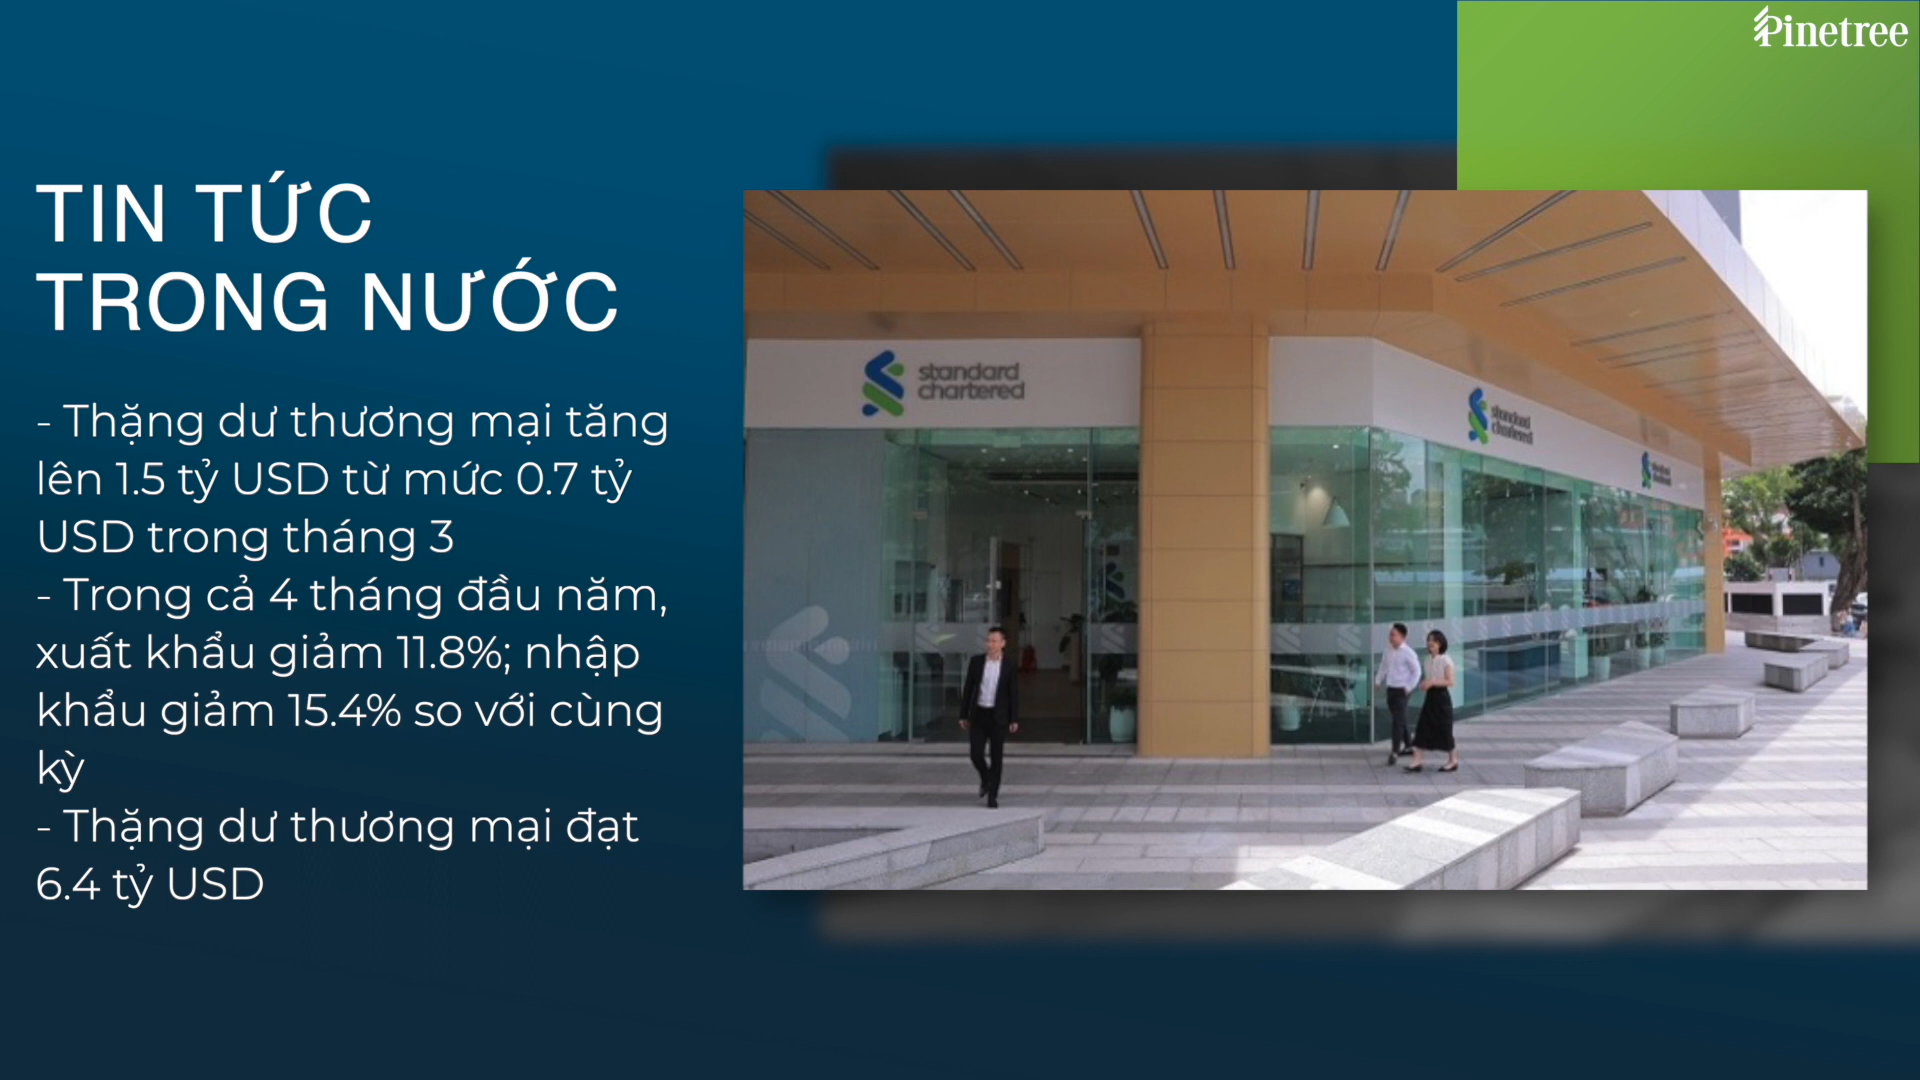 Pinetree
TIN TỨC
TRONG NƯỚC
- Thặng dư thương mại tăng
lên 1.5 tỷ USD từ mức 0.7 tỷ
USD trong tháng 3
- Trong cả 4 tháng đầu năm,
xuất khẩu giảm 11.8%; nhập
khẩu giảm 15.4% so với cùng
kỳ
- Thặng dư thương mại đạt
6.4 tỷ USD
standard
chartered
standard
chartered